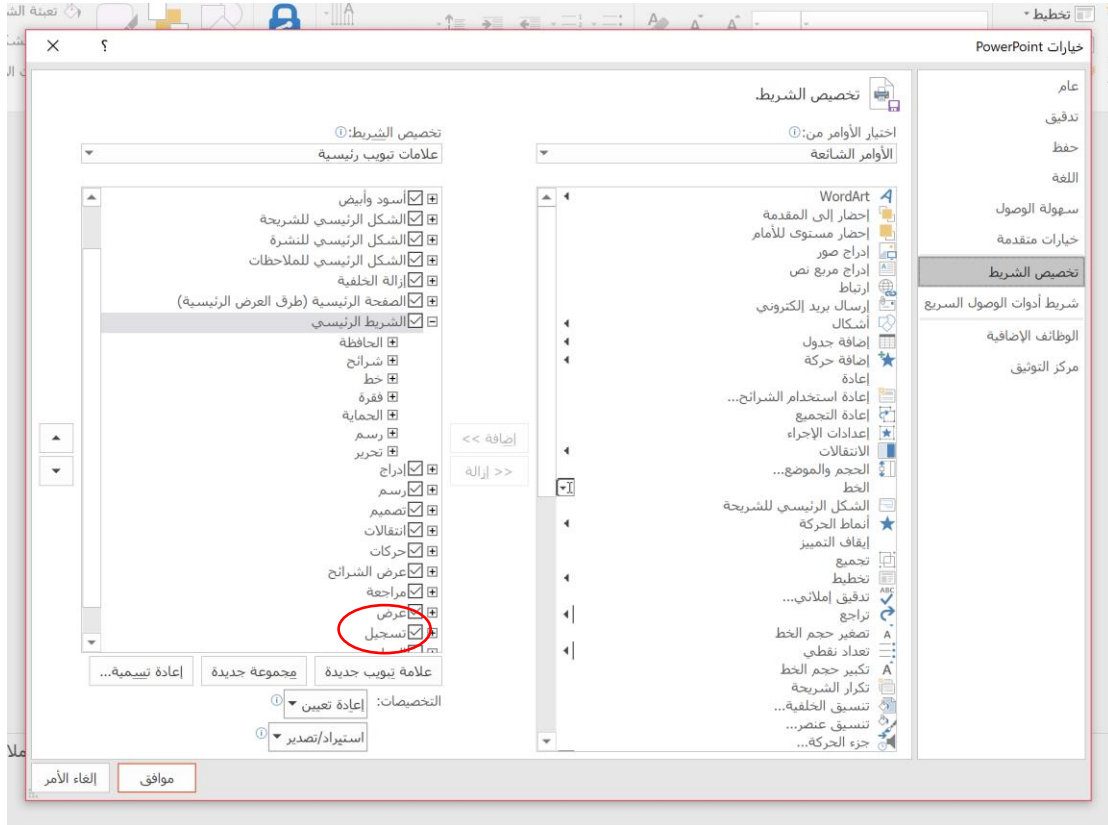 تخطيط
خيارات PowerPoint
؟
عام
تدقيق
حفظ
اللغة
سهولة الوصول
خيارات متقدمة
تخصيص الشريط
شريط أدوات الوصول السريع
الوظائف الإضافية
مركز التوثيق
تخصيص الشريط.
اختيار الأوامر من:
الأوامر الشائعة
WordArt
إحضار إلى المقدمة
إحضار مستوى للأمام
إدراج صور
إدراج مربع نص
ارتباط
إرسال بريد إلكتروني
أشكال
إضافة جدول
إضافة حركة
إعادة
إعادة استخدام الشرائح...
إعادة التجميع
إعدادات الإجراء
الانتقالات
الحجم والموضع...
الخط
الشكل الرئيسي للشريحة
أنماط الحركة
إيقاف التمييز
تجميع
تخطيط
تدقيق إملائي...
تراجع
تصغير حجم الخط
تعداد نقطي
تكبير حجم الخط
تكرار الشريحة
تنسيق الخلفية...
تنسيق عنصر...
جزء الحركة...
إضافة >>
<< إزالة
تخصيص الشريط:
علامات تبويب رئيسية
أسود وأبيض
الشكل الرئيسي للشريحة
الشكل الرئيسي للنشرة
الشكل الرئيسي للملاحظات
إزالة الخلفية
الصفحة الرئيسية (طرق العرض الرئيسية)
الشريط الرئيسي
الحافظة
شرائح
خط
فقرة
الحماية
رسم
تحرير
إدراج
رسم
تصميم
انتقالات
حركات
عرض الشرائح
مراجعة
عرض
تسجيل
علامة تبويب جديدة
مجموعة جديدة
إعادة تسمية...
التخصيصات:
إعادة تعيين
استيراد/تصدير
موافق
إلغاء الأمر